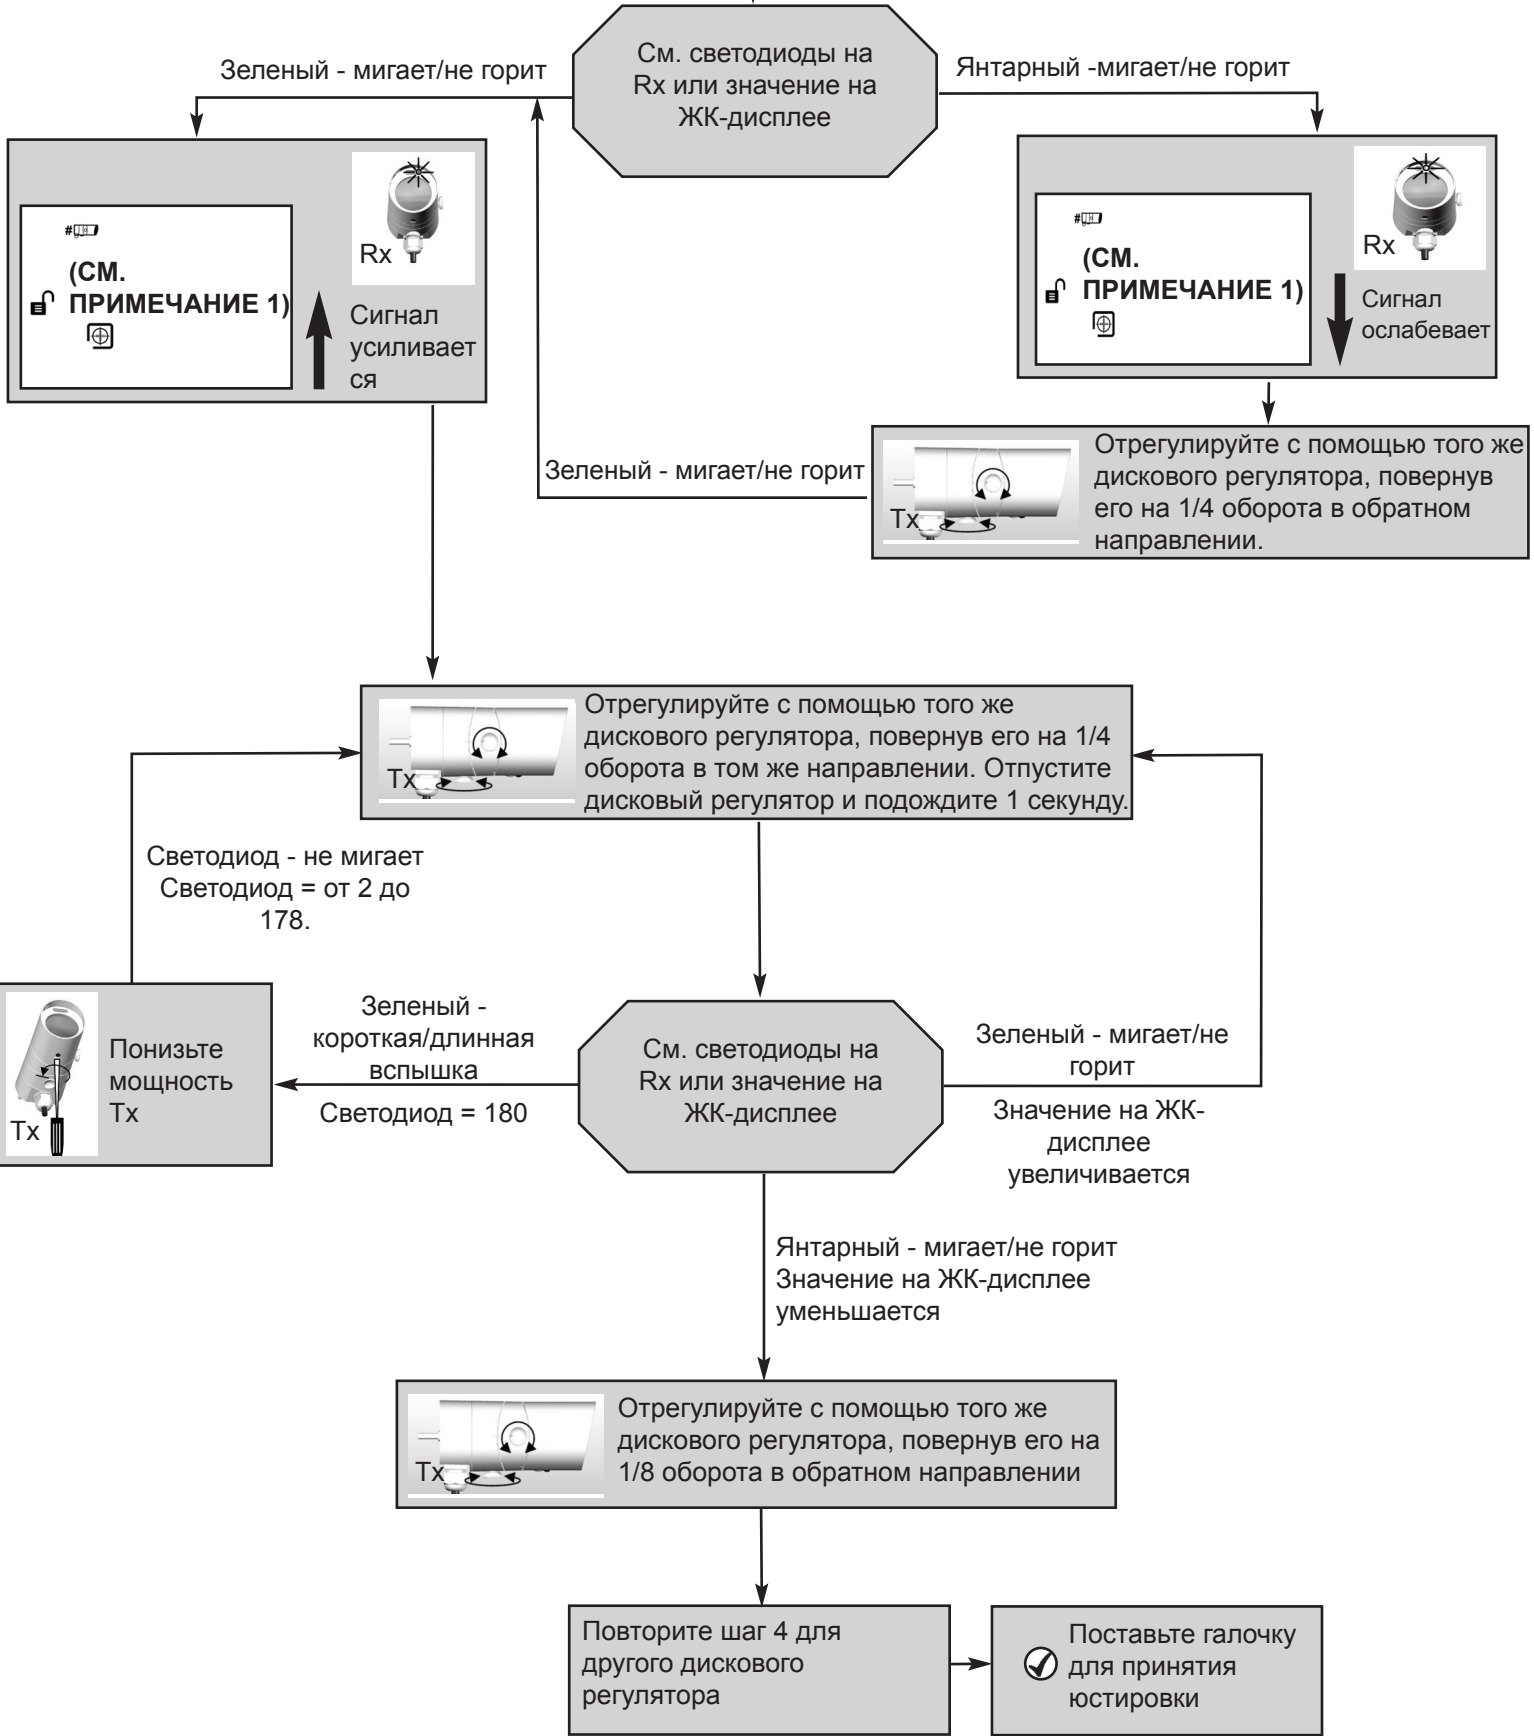 См. светодиоды на
Rx или значение на
ЖК-дисплее
Зеленый - мигает/не горит
Янтарный -мигает/не горит
#
(СМ.
ПРИМЕЧАНИЕ 1)
Rx
Сигнал
усиливает
ся
#
(СМ.
ПРИМЕЧАНИЕ 1)
Rx
Сигнал
ослабевает
Зеленый - мигает/не горит
Tx
Отрегулируйте с помощью того же
дискового регулятора, повернув
его на 1/4 оборота в обратном
направлении.
Tx
Отрегулируйте с помощью того же
дискового регулятора, повернув его на 1/4
оборота в том же направлении. Отпустите
дисковый регулятор и подождите 1 секунду.
Светодиод - не мигает
Светодиод = от 2 до
178.
Tx
Понизьте
мощность
Tx
Зеленый -
короткая/длинная
вспышка
Светодиод = 180
См. светодиоды на
Rx или значение на
ЖК-дисплее
Зеленый - мигает/не
горит
Значение на ЖК-
дисплее
увеличивается
Янтарный - мигает/не горит
Значение на ЖК-дисплее
уменьшается
Tx
Отрегулируйте с помощью того же
дискового регулятора, повернув его на
1/8 оборота в обратном направлении
Повторите шаг 4 для
другого дискового
регулятора
Поставьте галочку
для принятия
юстировки